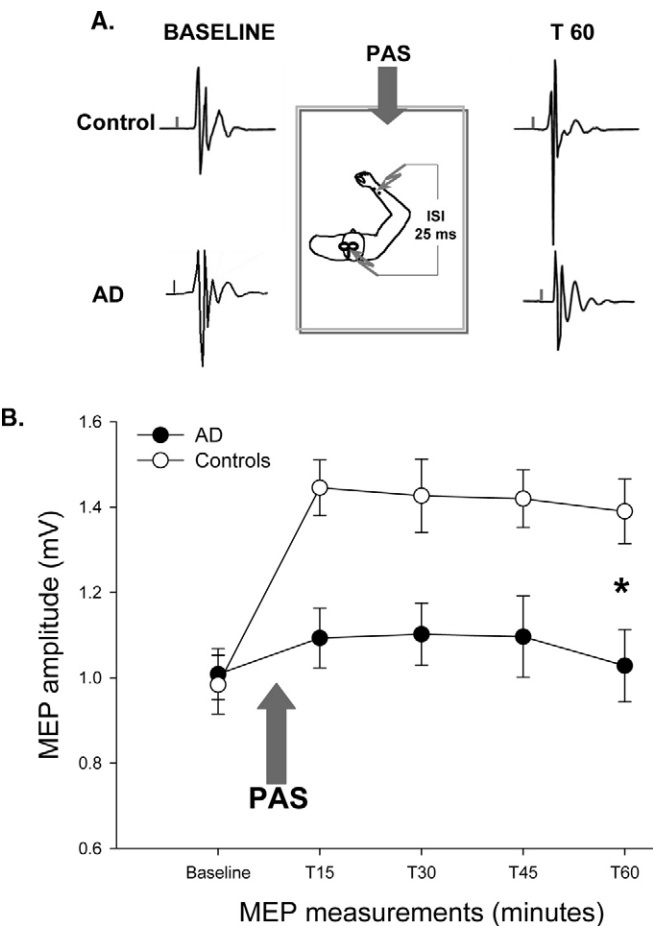 A.
BASELINE
T 60
PAS
Control
ISI
25 ms
AD
B.
1.6
AD
Controls
1.4
1.2
*
1.0
0.8
0.6
MEP amplitude (mV)
PAS
Baseline T15 T30 T45 T60
MEP measurements (minutes)